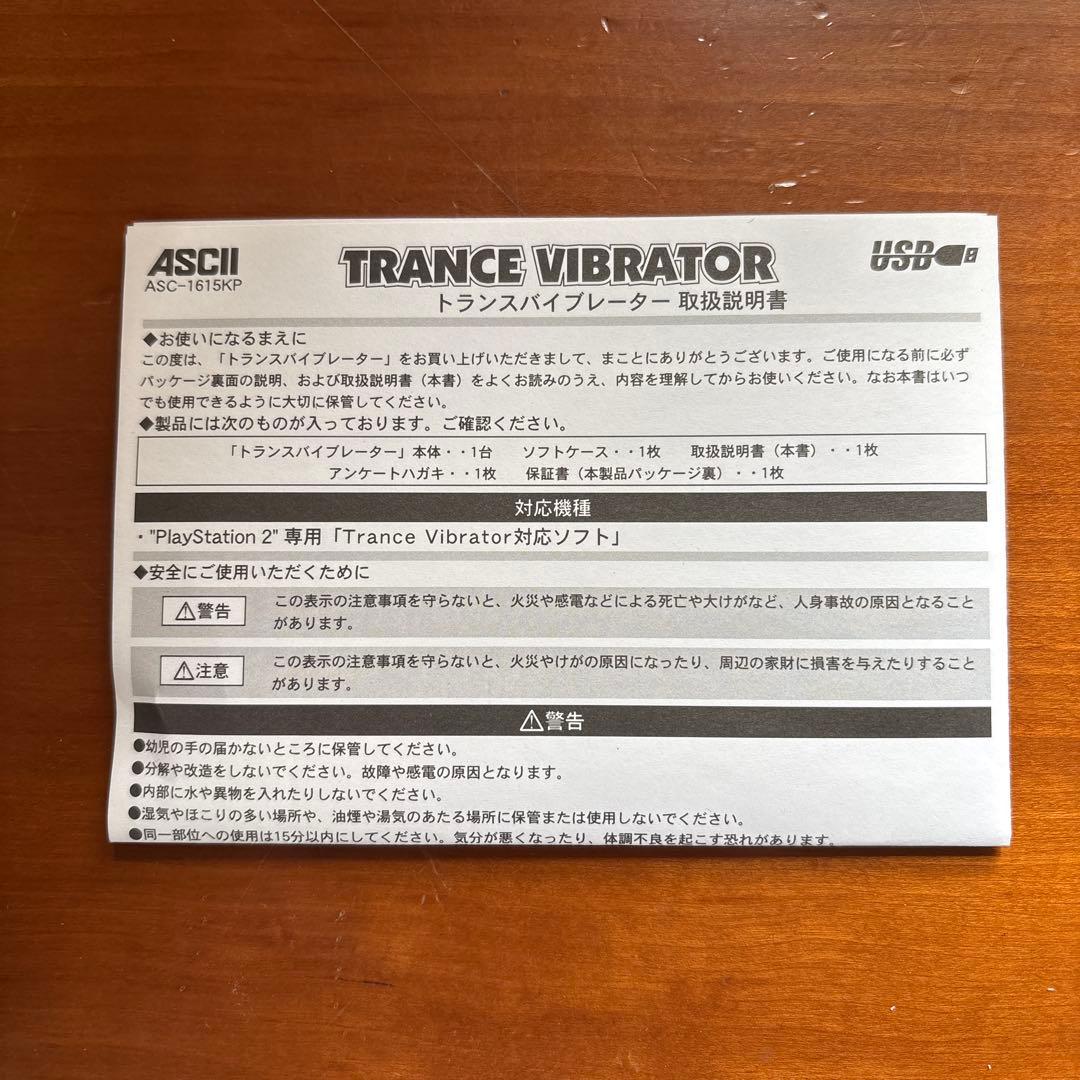 ASCII
ASC-1615KP
TRANCE VIBRATOR
USB
トランスバイブレーター 取扱説明書
◆お使いになるまえに
この度は、「トランスバイブレーター」をお買い上げいただきまして、まことにありがとうございます。ご使用になる前に必ず
パッケージ裏面の説明、および取扱説明書（本書）をよくお読みのうえ、内容を理解してからお使いください。なお本書はいつ
でも使用できるように大切に保管してください。
◆製品には次のものが入っております。ご確認ください。
「トランスバイブレーター」本体・・1台　ソフトケース・・1枚　取扱説明書（本書）・・1枚
アンケートハガキ・・1枚　保証書（本製品パッケージ裏）・・1枚
対応機種
・"PlayStation 2" 専用「Trance Vibrator対応ソフト」
◆安全にご使用いただくために
⚠警告
この表示の注意事項を守らないと、火災や感電などによる死亡や大けがなど、人身事故の原因となること
があります。
⚠注意
この表示の注意事項を守らないと、火災やけがの原因になったり、周辺の家財に損害を与えたりすること
があります。
⚠警告
●幼児の手の届かないところに保管してください。
●分解や改造をしないでください。故障や感電の原因となります。
●内部に水や異物を入れたりしないでください。
●湿気やほこりの多い場所や、油煙や湯気のあたる場所に保管または使用しないでください。
●同一部位への使用は15分以内にしてください。気分が悪くなったり、体調不良を起こす恐れがあります。